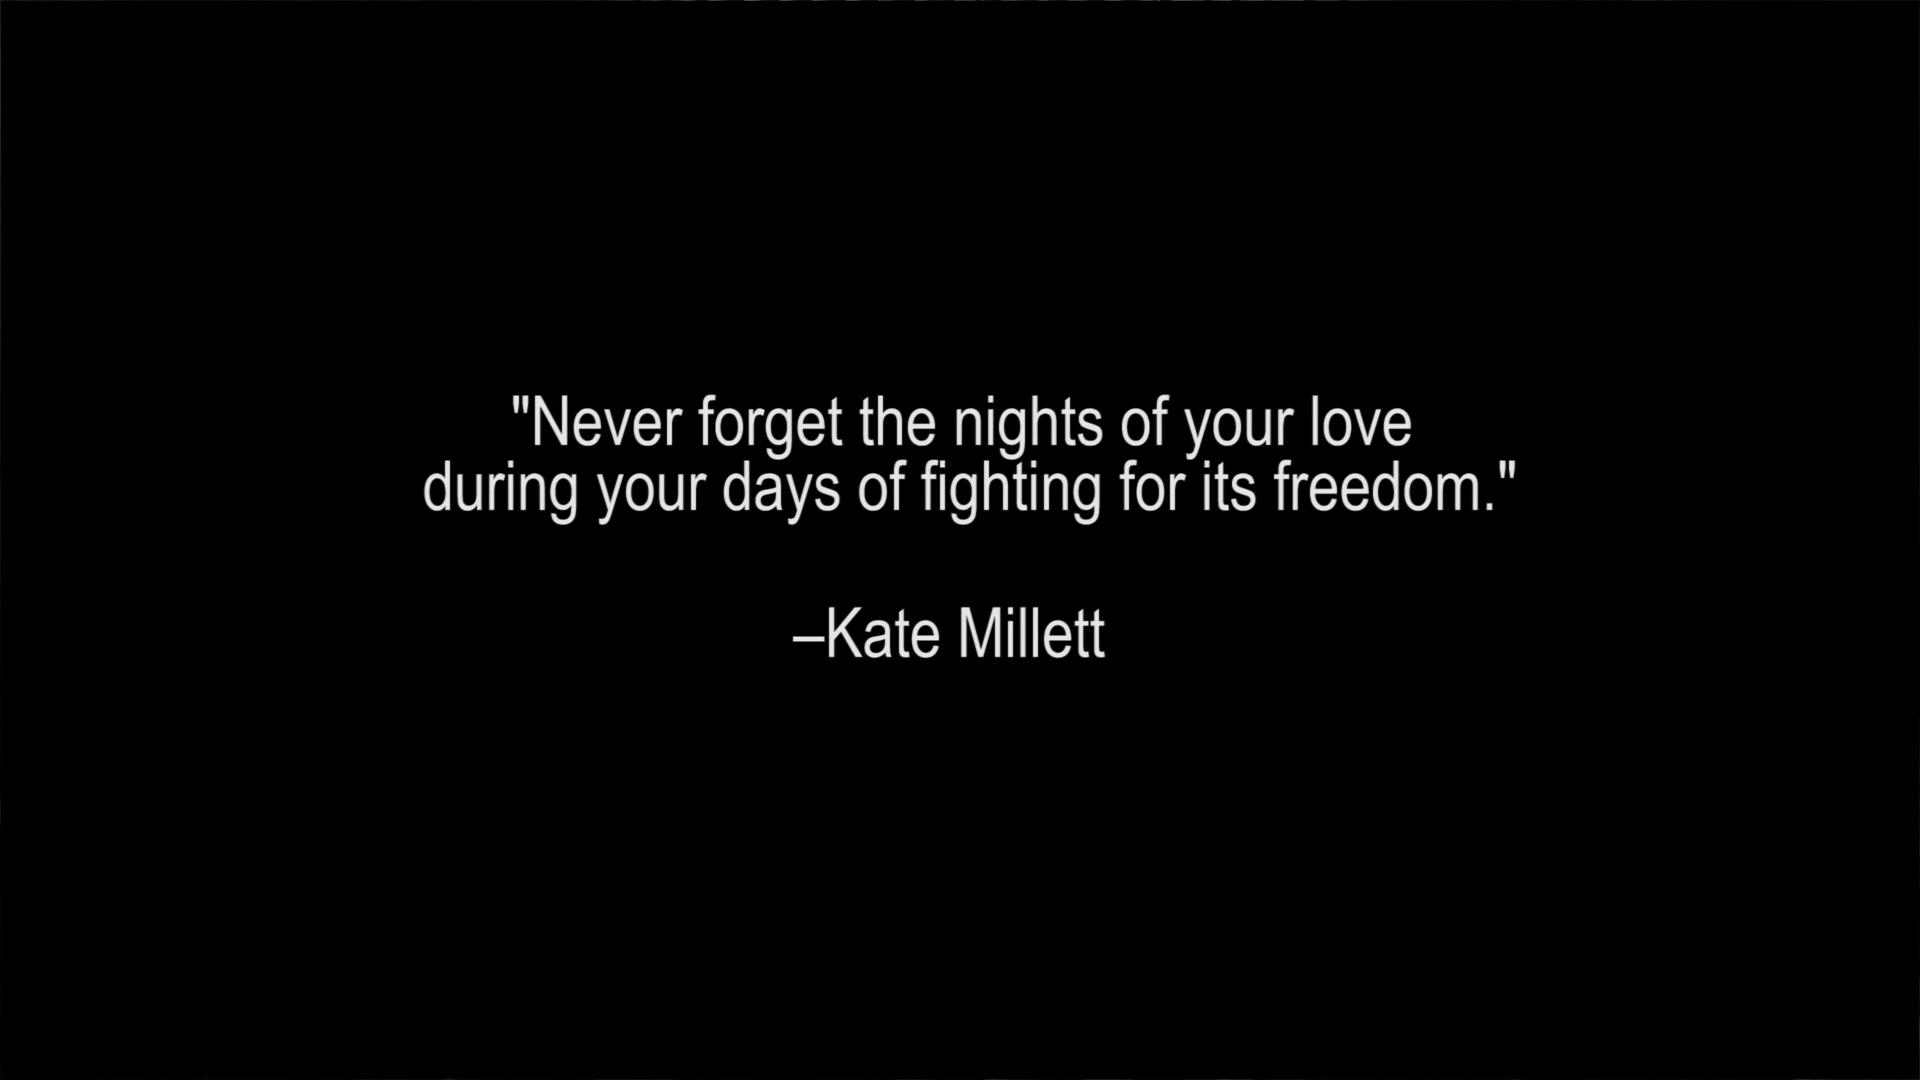 "Never forget the nights of your love
during your days of fighting for its freedom."
–Kate Millett